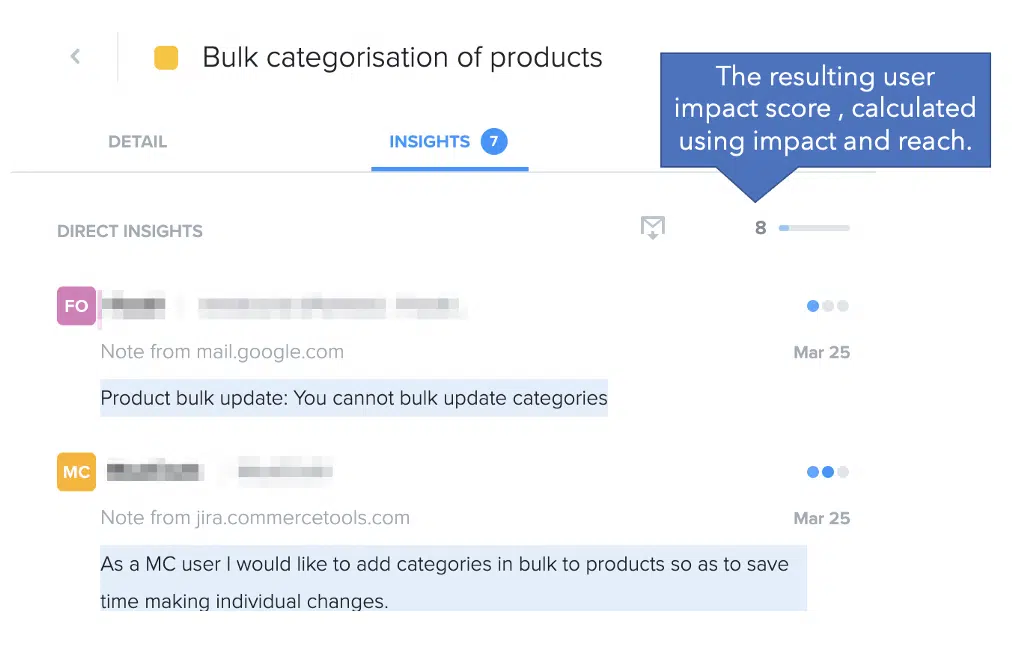 Bulk categorisation of products
The resulting user
impact score , calculated
using impact and reach.
DETAIL
INSIGHTS 7
DIRECT INSIGHTS
8
FO
Note from mail.google.com
Mar 25
Product bulk update: You cannot bulk update categories
MC
Note from jira.commercetools.com
Mar 25
As a MC user I would like to add categories in bulk to products so as to save
time making individual changes.